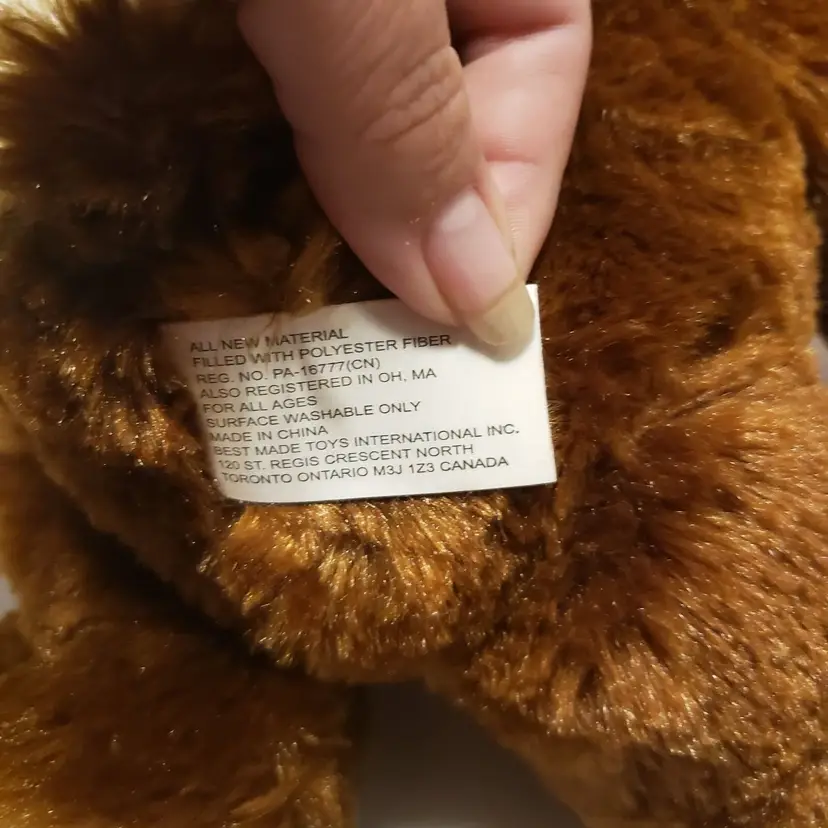 ALL NEW MATERIAL
FILLED WITH POLYESTER FIBER
REG. NO. PA-16777(CN)
ALSO REGISTERED IN OH, MA
FOR ALL AGES
SURFACE WASHABLE ONLY
MADE IN CHINA
BEST MADE TOYS INTERNATIONAL INC.
120 ST. REGIS CRESCENT NORTH
TORONTO ONTARIO M3J 1Z3 CANADA